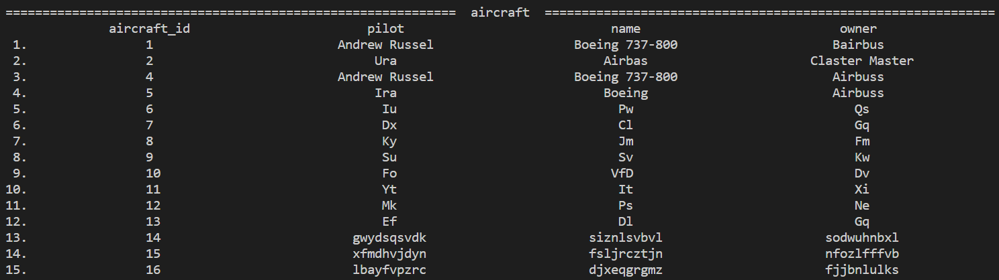 ============================================================= aircraft =============================================================
aircraft_id pilot name owner
1. 1 Andrew Russel Boeing 737-800 Bairbus
2. 2 Ura Airbas Claster Master
3. 4 Andrew Russel Boeing 737-800 Airbuss
4. 5 Ira Boeing Airbuss
5. 6 Iu Pw Qs
6. 7 Dx Cl Gq
7. 8 Ky Jm Fm
8. 9 Su Sv Kw
9. 10 Fo VfD Dv
10. 11 Yt It Xi
11. 12 Mk Ps Ne
12. 13 Ef Dl Gq
13. 14 gwydsqsvdk siznlsvbvl sodwuhnbxl
14. 15 xfmdhvjdyn fsljrcztjn nfozlfffvb
15. 16 lbayfvpzrc djxeqgrgmz fjjbnlulks